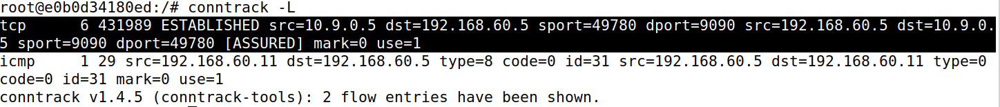 root@e0b0d34180ed:/# conntrack -L
tcp      6 431989 ESTABLISHED src=10.9.0.5 dst=192.168.60.5 sport=49780 dport=9090 src=192.168.60.5 dst=10.9.0.
5 sport=9090 dport=49780 [ASSURED] mark=0 use=1
icmp     1 29 src=192.168.60.11 dst=192.168.60.5 type=8 code=0 id=31 src=192.168.60.5 dst=192.168.60.11 type=0
code=0 id=31 mark=0 use=1
conntrack v1.4.5 (conntrack-tools): 2 flow entries have been shown.